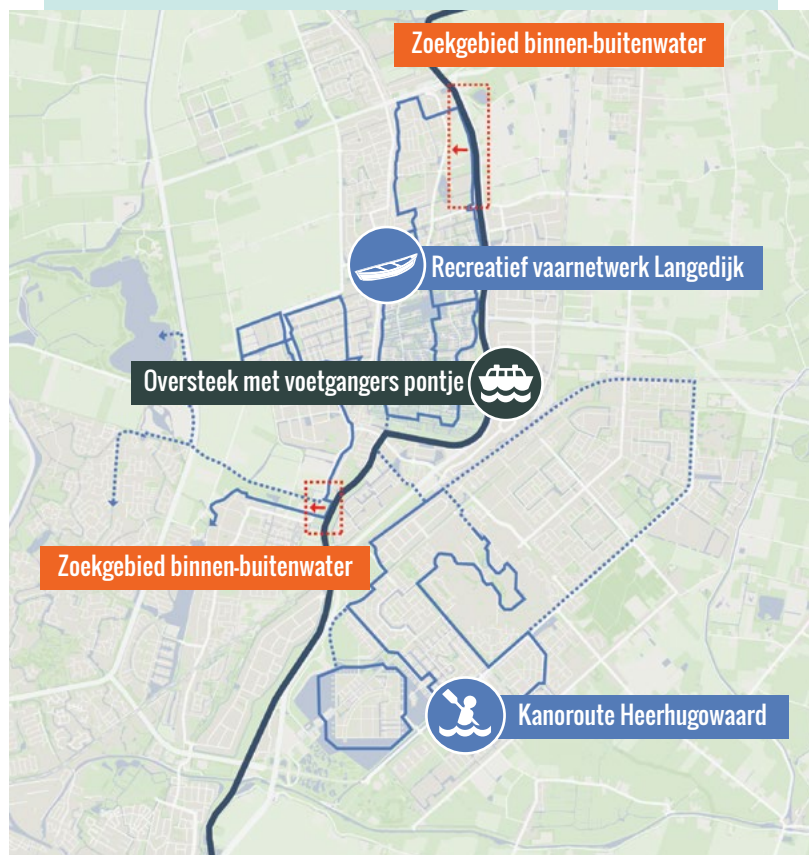 Zoekgebied binnen-buitenwater
Recreatief vaarnetwerk Langedijk
Oversteek met voetgangers pontje
Zoekgebied binnen-buitenwater
Kanoroute Heerhugowaard